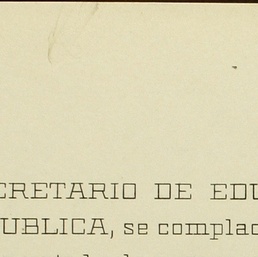 CRETARIO DE EDU
UBLICA, se complac